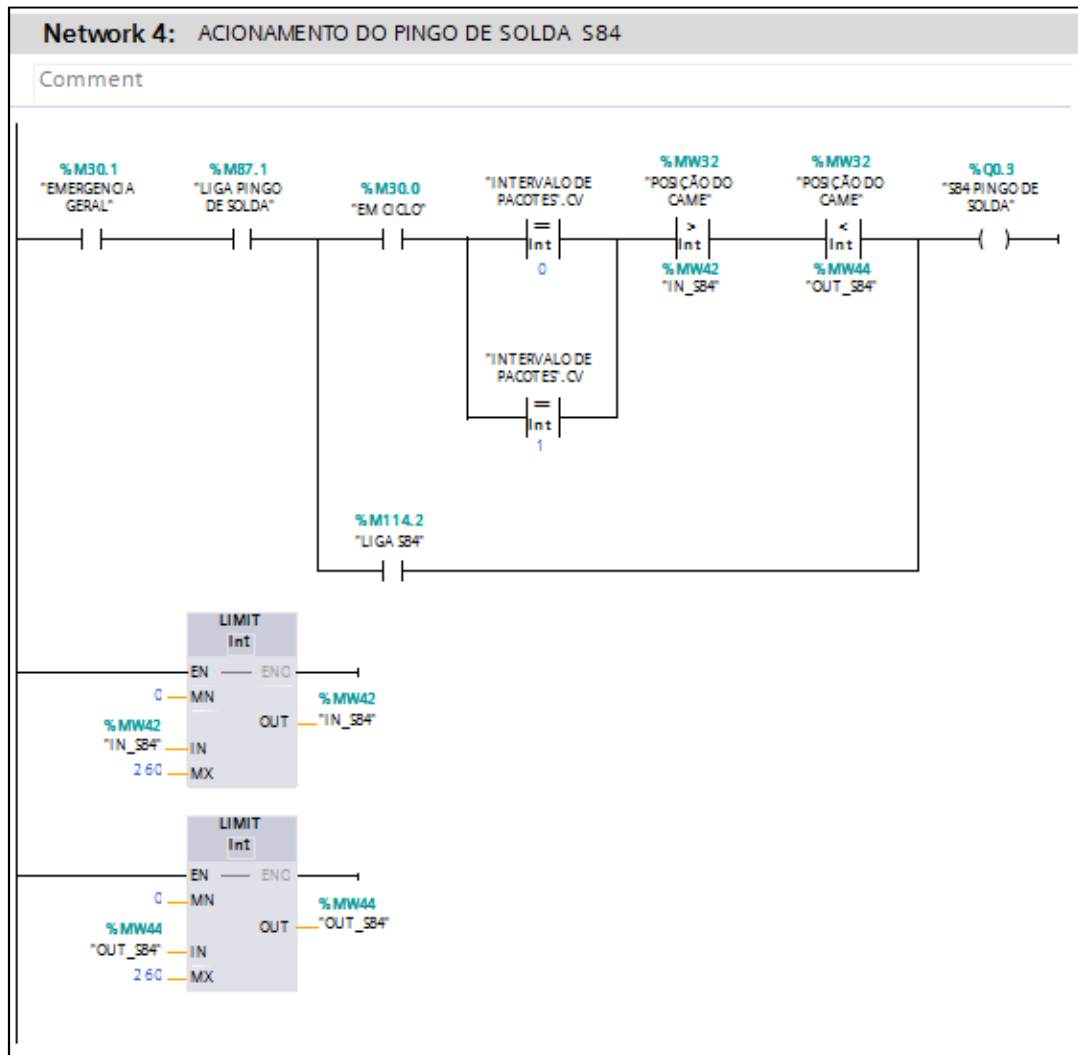 Network 4: ACIONAMENTO DO PINGO DE SOLDA S84
Comment
%M30.1
"EMERGENCIA
GERAL"
%M87.1
"LIGA PINGO
DE SOLDA"
%M30.0
"EM CICLO"
"INTERVALO DE
PACOTES".CV
==
Int
0
%MW32
"POSIÇÃO DO
CAME"
>
Int
%MW42
"IN_S84"
%MW32
"POSIÇÃO DO
CAME"
<
Int
%MW44
"OUT_S84"
%Q0.3
"S84 PINGO DE
SOLDA"
"INTERVALO DE
PACOTES".CV
==
Int
1
%M114.2
"LIGA S84"
LIMIT
Int
EN ENO
0 MN
%MW42
"IN_S84" IN
260 MX
%MW42
OUT "IN_S84"
LIMIT
Int
EN ENO
0 MN
%MW44
"OUT_S84" IN
260 MX
%MW44
OUT "OUT_S84"